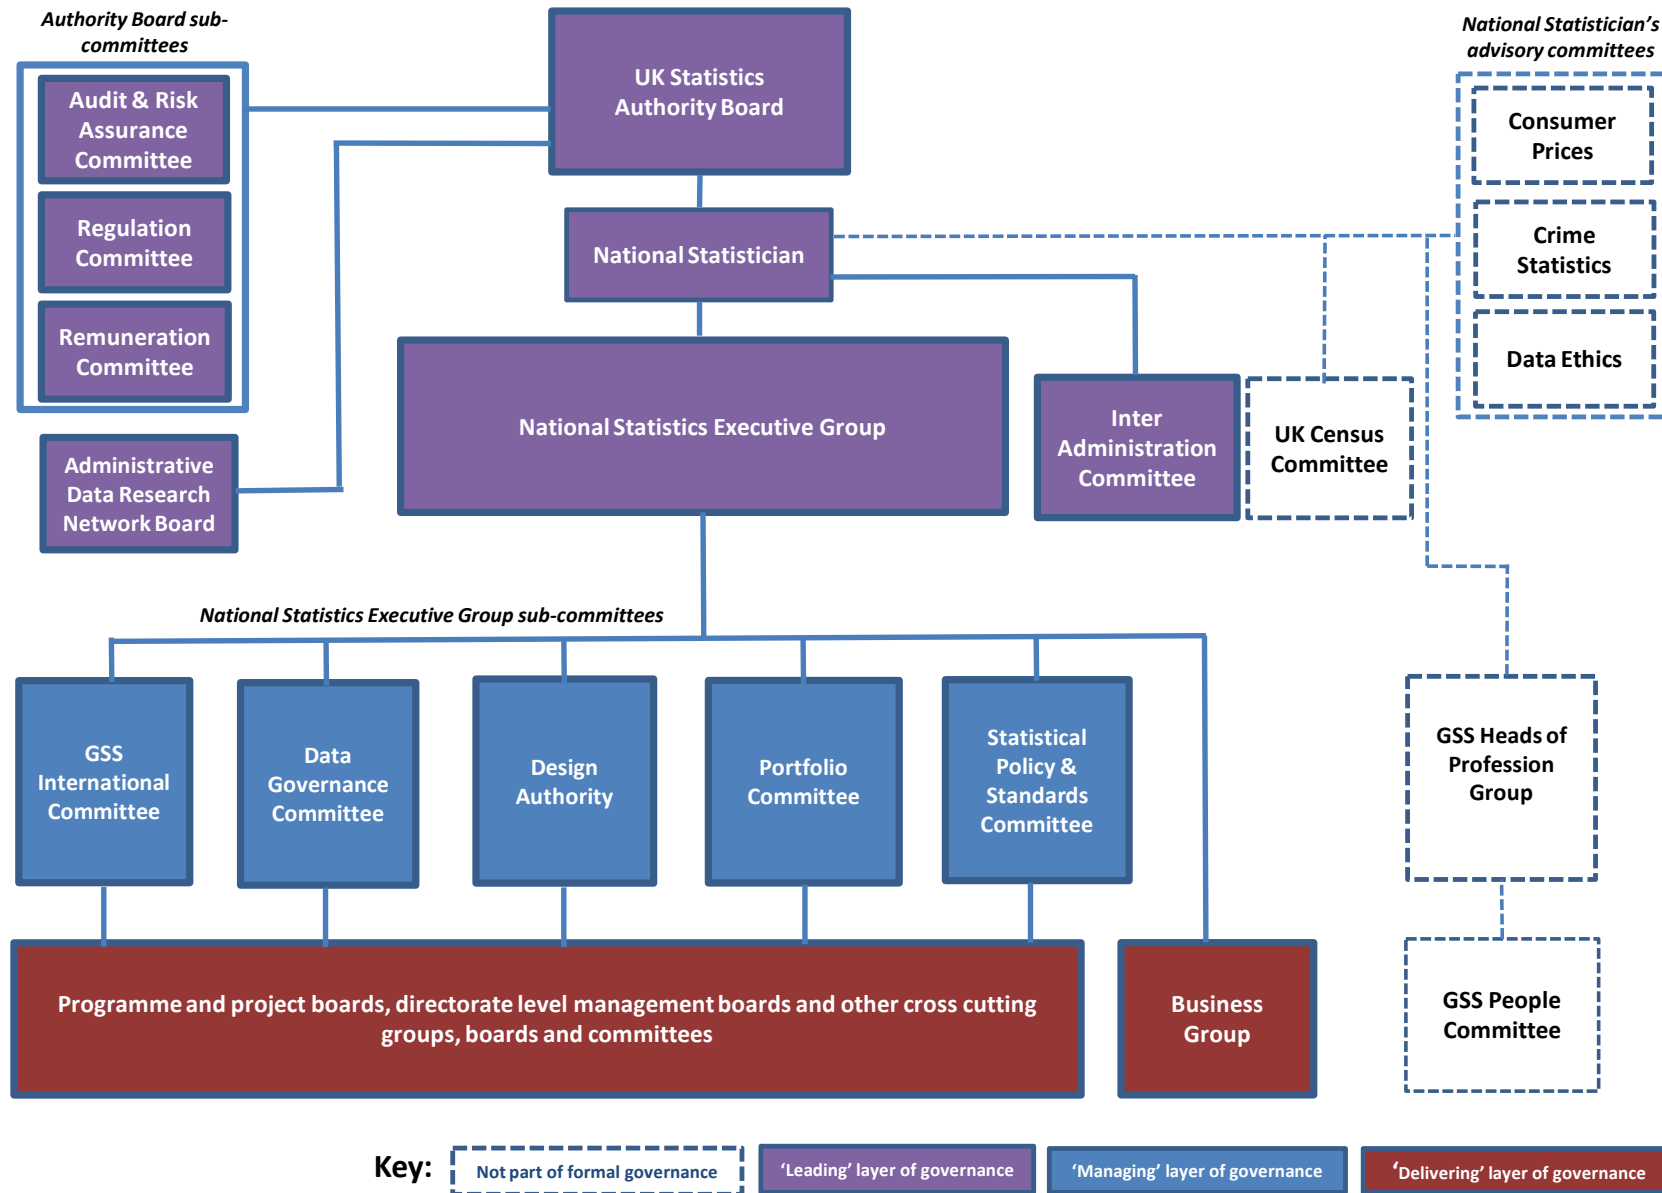 Authority Board sub-
committees
Audit & Risk
Assurance
Committee
Regulation
Committee
Remuneration
Committee
Administrative
Data Research
Network Board
UK Statistics
Authority Board
National Statistician
National Statistics Executive Group
Inter
Administration
Committee
UK Census
Committee
National Statistician's
advisory committees
Consumer
Prices
Crime
Statistics
Data Ethics
National Statistics Executive Group sub-committees
GSS
International
Committee
Data
Governance
Committee
Design
Authority
Portfolio
Committee
Statistical
Policy &
Standards
Committee
GSS Heads of
Profession
Group
Programme and project boards, directorate level management boards and other cross cutting
groups, boards and committees
Business
Group
GSS People
Committee
Key:
Not part of formal governance
'Leading' layer of governance
'Managing' layer of governance
'Delivering' layer of governance